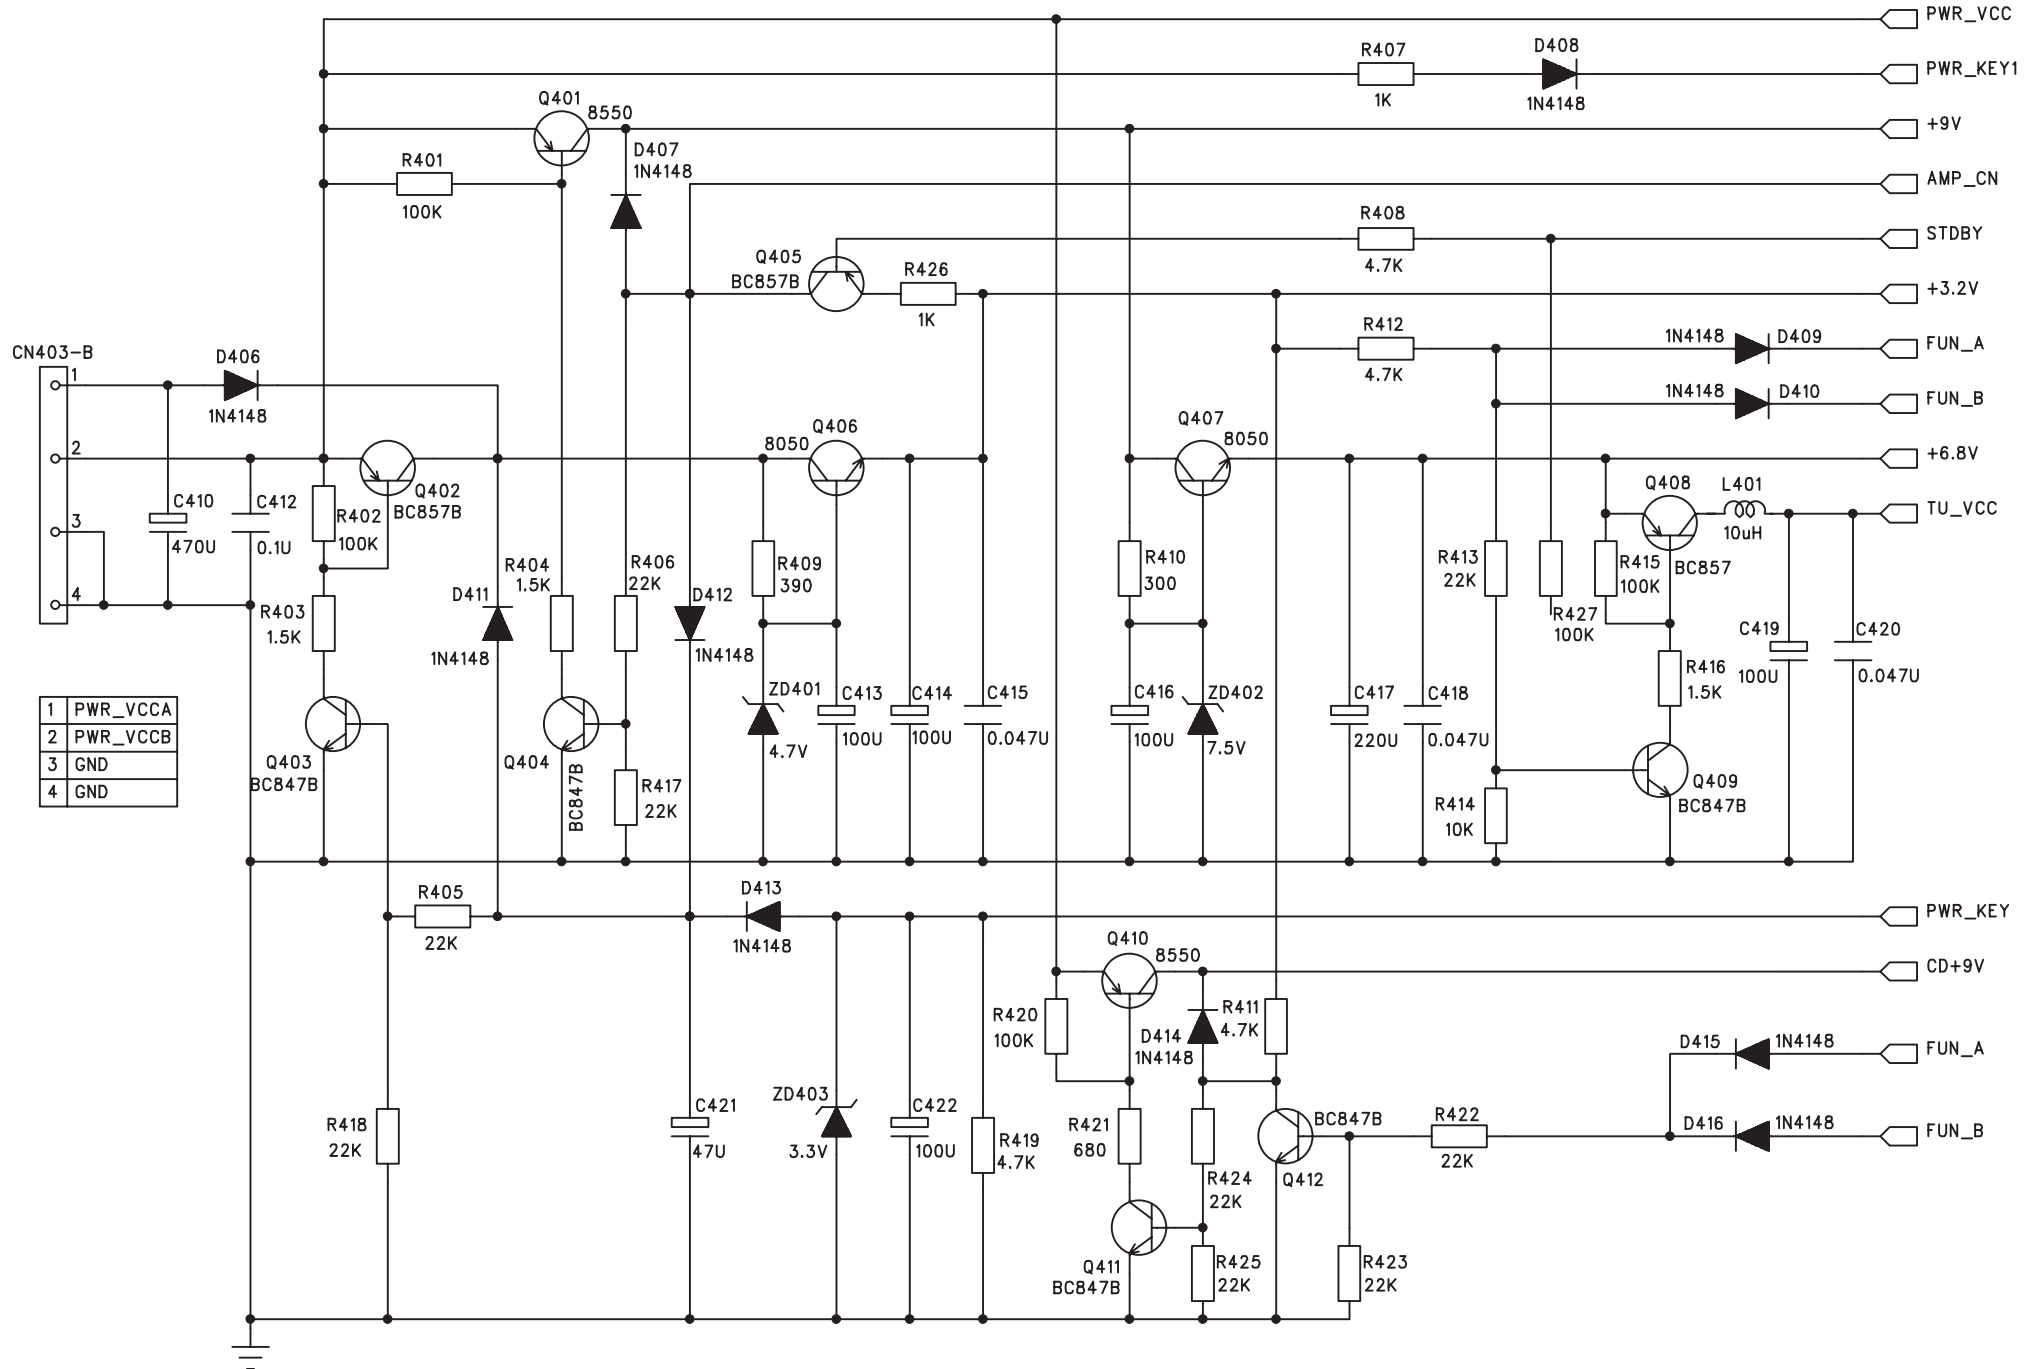 PWR_VCC
R407
D408
PWR_KEY1
1K
1N4148
Q401
8550
+9V
D407
1N4148
R401
100K
AMP_CN
R408
STDBY
4.7K
Q405
BC857B
R426
1K
+3.2V
R412
4.7K
1N4148
D409
FUN_A
CN403-B
D406
1N4148
1
1N4148
D410
FUN_B
2
Q402
BC857B
8050
Q406
Q407
8050
+6.8V
Q408
BC857
L401
10uH
TU_VCC
C410
470U
C412
0.1U
R402
100K
3
4
R403
1.5K
D411
1N4148
R404
1.5K
R406
22K
D412
1N4148
R409
390
R410
300
R413
22K
R427
100K
R415
100K
C419
100U
C420
0.047U
R416
1.5K
1 PWR_VCCA
2 PWR_VCCB
3 GND
4 GND
Q403
BC847B
Q404
BC847B
R417
22K
ZD401
4.7V
C413
100U
C414
100U
C415
0.047U
C416
100U
ZD402
7.5V
C417
220U
C418
0.047U
R414
10K
Q409
BC847B
R405
22K
D413
1N4148
PWR_KEY
Q410
8550
CD+9V
R420
100K
D414
1N4148
R411
4.7K
D415
1N4148
FUN_A
R418
22K
C421
47U
ZD403
3.3V
C422
100U
R419
4.7K
R421
680
R424
22K
BC847B
Q412
R422
22K
D416
1N4148
FUN_B
Q411
BC847B
R425
22K
R423
22K